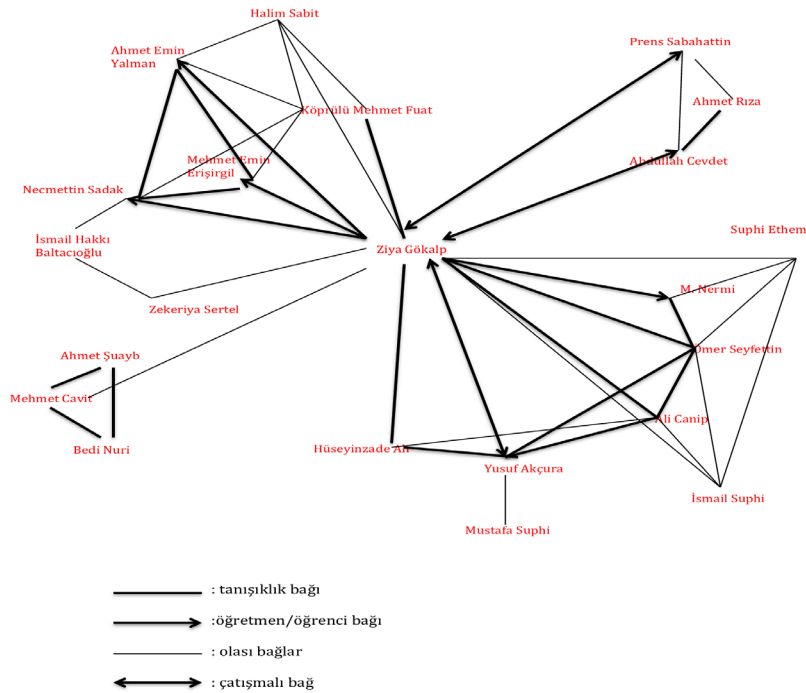 Halim Sabit
Ahmet Emin
Yalman
Prens Sabahattin
Ahmet Rıza
Köprülü Mehmet Fuat
Mehmet Emin
Erişirgil
Abdullah Cevdet
Necmettin Sadak
Suphi Ethem
İsmail Hakkı
Baltacıoğlu
Ziya Gökalp
M. Nermi
Zekeriya Sertel
Ömer Seyfettin
Ahmet Şuayb
Mehmet Cavit
Ali Canip
Bedi Nuri
Hüseyinzade Ali
Yusuf Akçura
İsmail Suphi
Mustafa Suphi
: tanışıklık bağı
:öğretmen/öğrenci bağı
: olası bağlar
: çatışmalı bağ